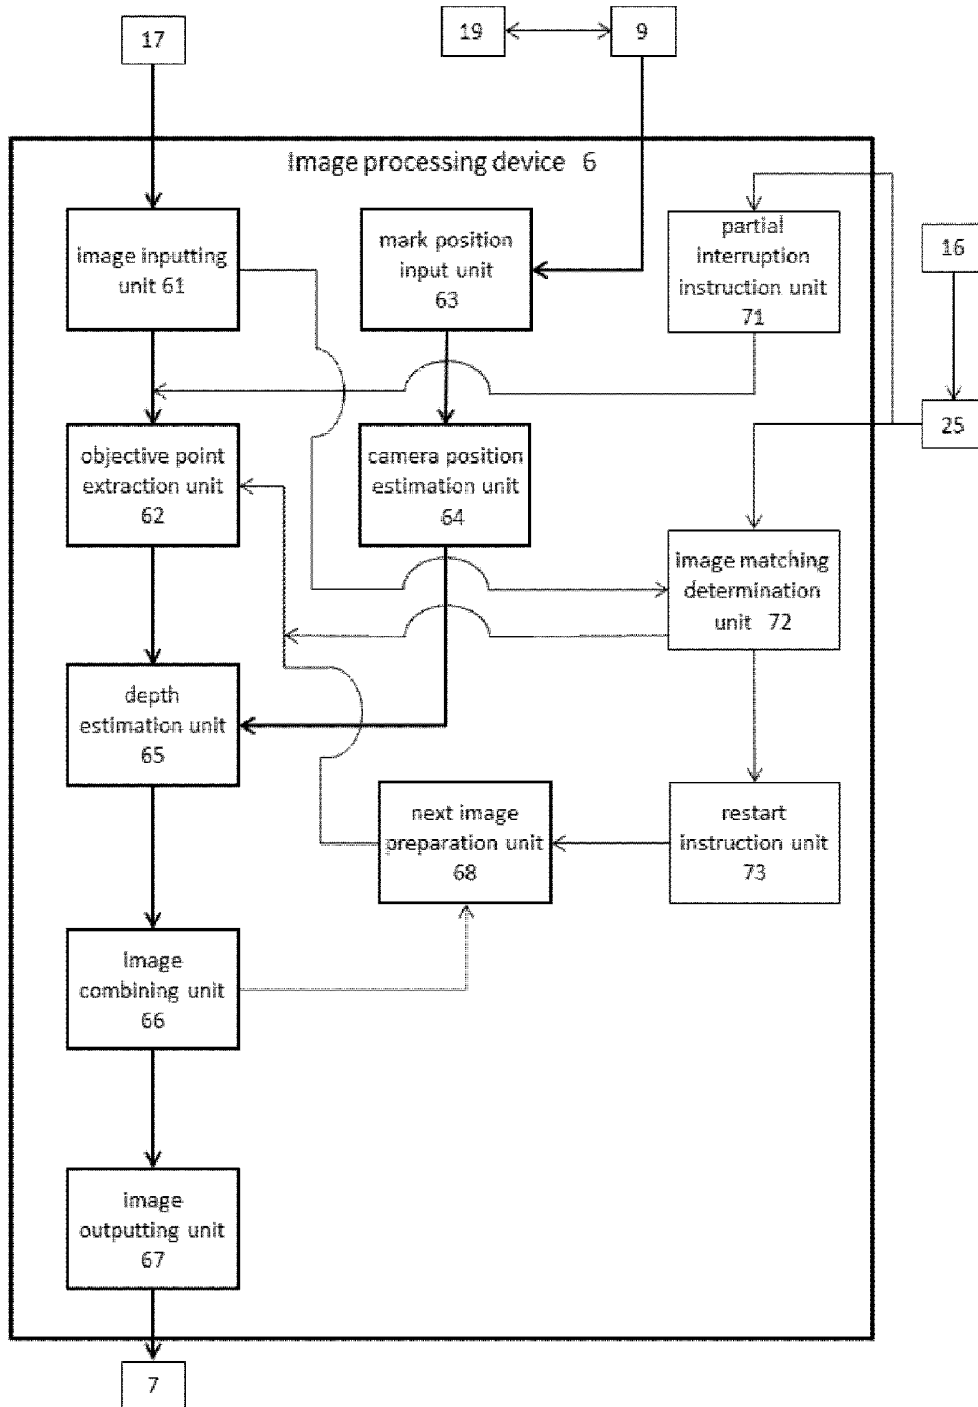 17
19
9
Image processing device 6
image inputting
unit 61
mark position
input unit
63
partial
interruption
instruction unit
71
16
25
objective point
extraction unit
62
camera position
estimation unit
64
image matching
determination
unit 72
depth
estimation unit
65
next image
preparation unit
68
restart
instruction unit
73
image
combining unit
66
image
outputting unit
67
7